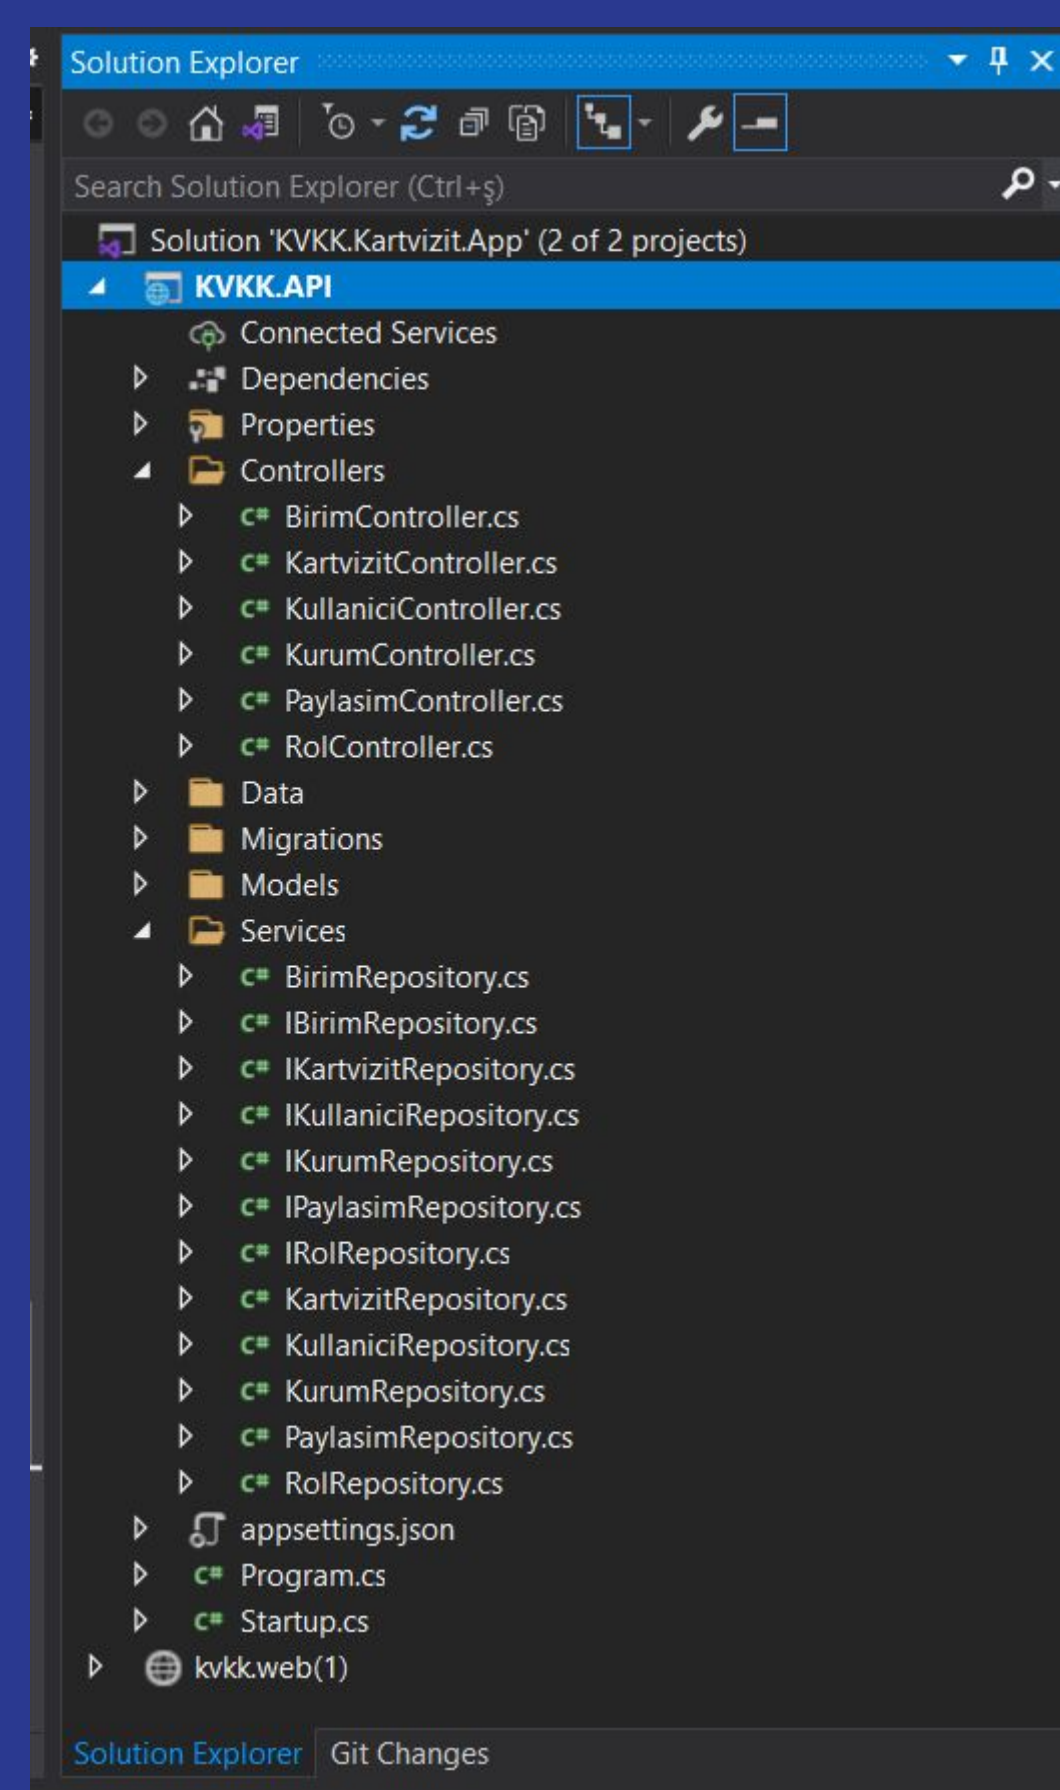 Solution Explorer
Search Solution Explorer (Ctrl+ş)
Solution 'KVKK.Kartvizit.App' (2 of 2 projects)
KVKK.API
Connected Services
Dependencies
Properties
Controllers
C# BirimController.cs
C# KartvizitController.cs
C# KullaniciController.cs
C# KurumController.cs
C# PaylasimController.cs
C# RolController.cs
Data
Migrations
Models
Services
C# BirimRepository.cs
C# IBirimRepository.cs
C# IKartvizitRepository.cs
C# IKullaniciRepository.cs
C# IKurumRepository.cs
C# IPaylasimRepository.cs
C# IRolRepository.cs
C# KartvizitRepository.cs
C# KullaniciRepository.cs
C# KurumRepository.cs
C# PaylasimRepository.cs
C# RolRepository.cs
appsettings.json
C# Program.cs
C# Startup.cs
kvkk.web(1)
Solution Explorer Git Changes